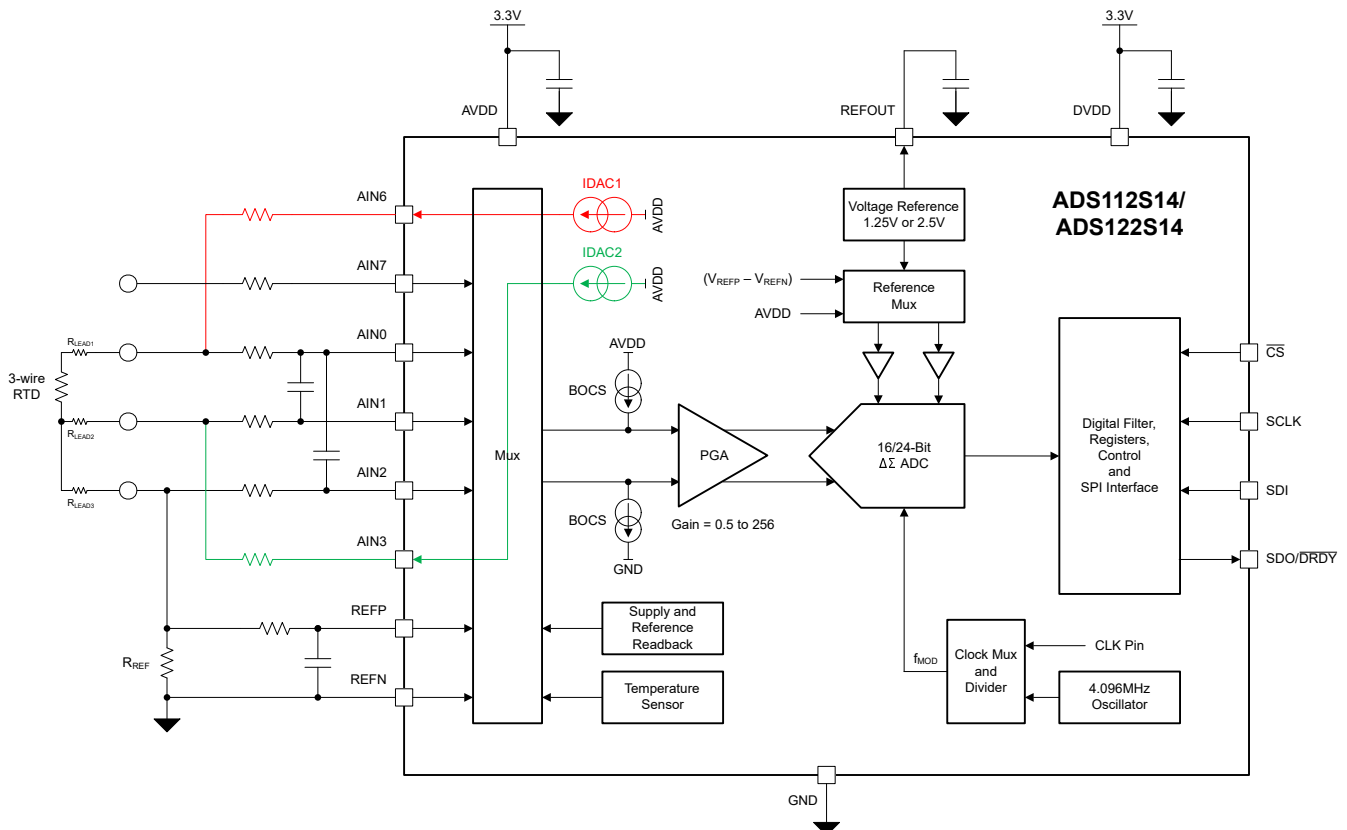 3.3V
3.3V
AVDD
REFOUT
DVDD
ADS112S14/
ADS122S14
AIN6
IDAC1
AVDD
Voltage Reference
1.25V or 2.5V
AIN7
IDAC2
AVDD
(VREFP – VREFN)
AVDD
Reference
Mux
RLEAD1
AIN0
AVDD
CS
3-wire
RTD
BOCS
RLEAD2
AIN1
Mux
PGA
16/24-Bit
ΔΣ ADC
Digital Filter,
Registers,
Control
and
SPI Interface
SCLK
RLEAD3
AIN2
BOCS
Gain = 0.5 to 256
SDI
AIN3
GND
SDO/DRDY
REFP
Supply and
Reference
Readback
RREF
REFN
Temperature
Sensor
fMOD
Clock Mux
and
Divider
CLK Pin
4.096MHz
Oscillator
GND